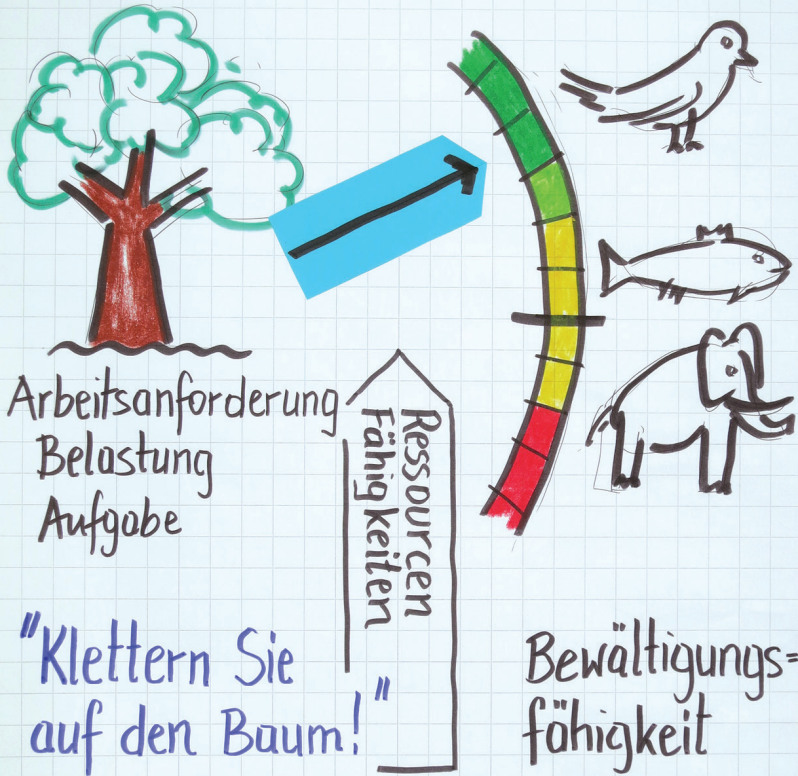 Arbeitsanforderung
Belastung
Aufgabe
Ressourcen
Fähigkeiten
"Klettern Sie
auf den Baum!"
Bewältigungs=
fähigkeit